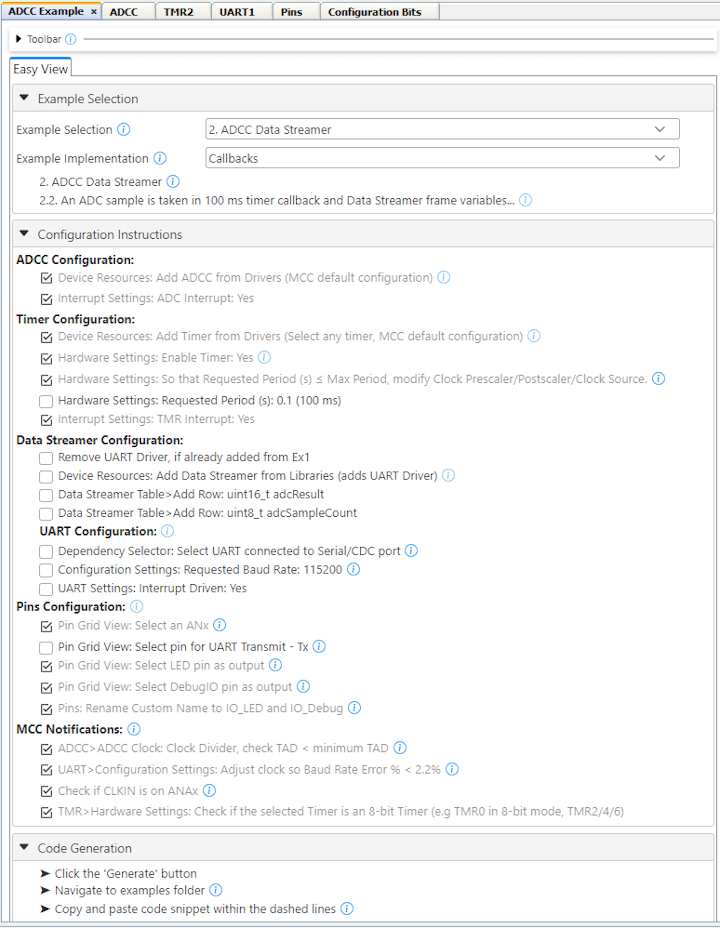 ADCC Example × ADCC TMR2 UART1 Pins Configuration Bits
Toolbar
Easy View
Example Selection
Example Selection 2. ADCC Data Streamer
Example Implementation Callbacks
2. ADCC Data Streamer
2.2. An ADC sample is taken in 100 ms timer callback and Data Streamer frame variables...
Configuration Instructions
ADCC Configuration:
Device Resources: Add ADCC from Drivers (MCC default configuration)
Interrupt Settings: ADC Interrupt: Yes
Timer Configuration:
Device Resources: Add Timer from Drivers (Select any timer, MCC default configuration)
Hardware Settings: Enable Timer: Yes
Hardware Settings: So that Requested Period (s) ≤ Max Period, modify Clock Prescaler/Postscaler/Clock Source.
Hardware Settings: Requested Period (s): 0.1 (100 ms)
Interrupt Settings: TMR Interrupt: Yes
Data Streamer Configuration:
Remove UART Driver, if already added from Ex1
Device Resources: Add Data Streamer from Libraries (adds UART Driver)
Data Streamer Table>Add Row: uint16_t adcResult
Data Streamer Table>Add Row: uint8_t adcSampleCount
UART Configuration:
Dependency Selector: Select UART connected to Serial/CDC port
Configuration Settings: Requested Baud Rate: 115200
UART Settings: Interrupt Driven: Yes
Pins Configuration:
Pin Grid View: Select an ANx
Pin Grid View: Select pin for UART Transmit - Tx
Pin Grid View: Select LED pin as output
Pin Grid View: Select DebugIO pin as output
Pins: Rename Custom Name to IO_LED and IO_Debug
MCC Notifications:
ADCC>ADCC Clock: Clock Divider, check TAD < minimum TAD
UART>Configuration Settings: Adjust clock so Baud Rate Error % < 2.2%
Check if CLKIN is on ANAx
TMR>Hardware Settings: Check if the selected Timer is an 8-bit Timer (e.g TMR0 in 8-bit mode, TMR2/4/6)
Code Generation
➤ Click the 'Generate' button
➤ Navigate to examples folder
➤ Copy and paste code snippet within the dashed lines